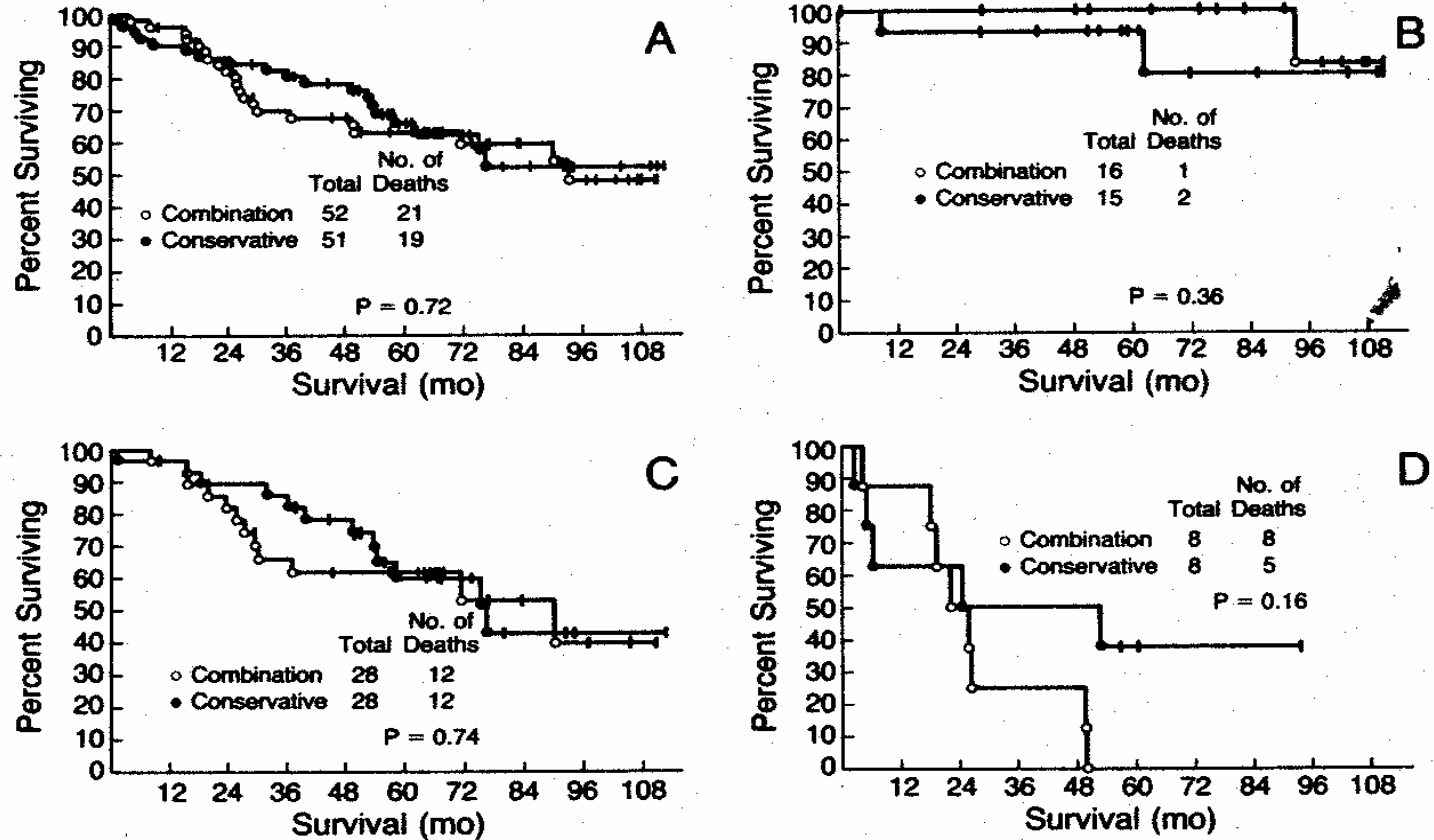 A
Percent Surviving
100
90
80
70
60
50
40
30
20
10
0
No. of
Total Deaths
○ Combination 52 21
● Conservative 51 19
P = 0.72
12 24 36 48 60 72 84 96 108
Survival (mo)
B
Percent Surviving
100
90
80
70
60
50
40
30
20
10
0
No. of
Total Deaths
○ Combination 16 1
● Conservative 15 2
P = 0.36
12 24 36 48 60 72 84 96 108
Survival (mo)
C
Percent Surviving
100
90
80
70
60
50
40
30
20
10
0
No. of
Total Deaths
○ Combination 28 12
● Conservative 28 12
P = 0.74
12 24 36 48 60 72 84 96 108
Survival (mo)
D
Percent Surviving
100
90
80
70
60
50
40
30
20
10
0
No. of
Total Deaths
○ Combination 8 8
● Conservative 8 5
P = 0.16
12 24 36 48 60 72 84 96 108
Survival (mo)